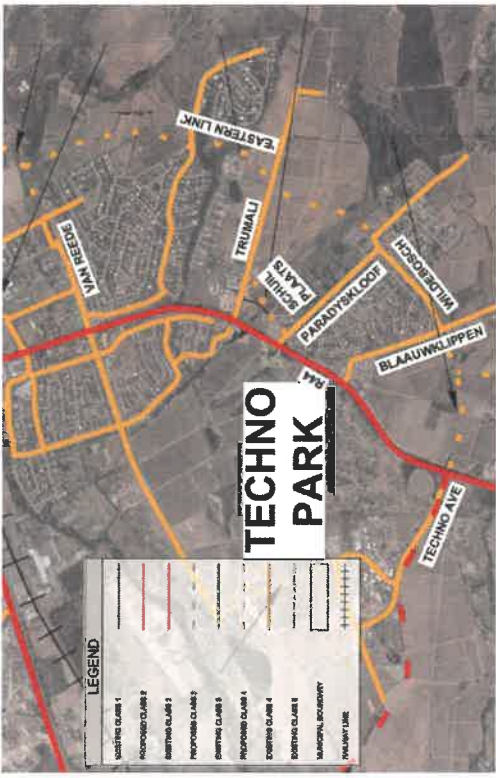 VAN REEDE
'EASTERN LINK'
TRUMALI
SCHUIL
PLAATS
PARADYSKLOOF
WILDEBOSCH
BLAAUWKLIPPEN
R44
TECHNO
PARK
TECHNO AVE
LEGEND
EXISTING CLASS 1
PROPOSED CLASS 2
EXISTING CLASS 2
PROPOSED CLASS 3
EXISTING CLASS 3
PROPOSED CLASS 4
EXISTING CLASS 4
EXISTING CLASS 5
MUNICIPAL BOUNDARY
RAILWAY LINE